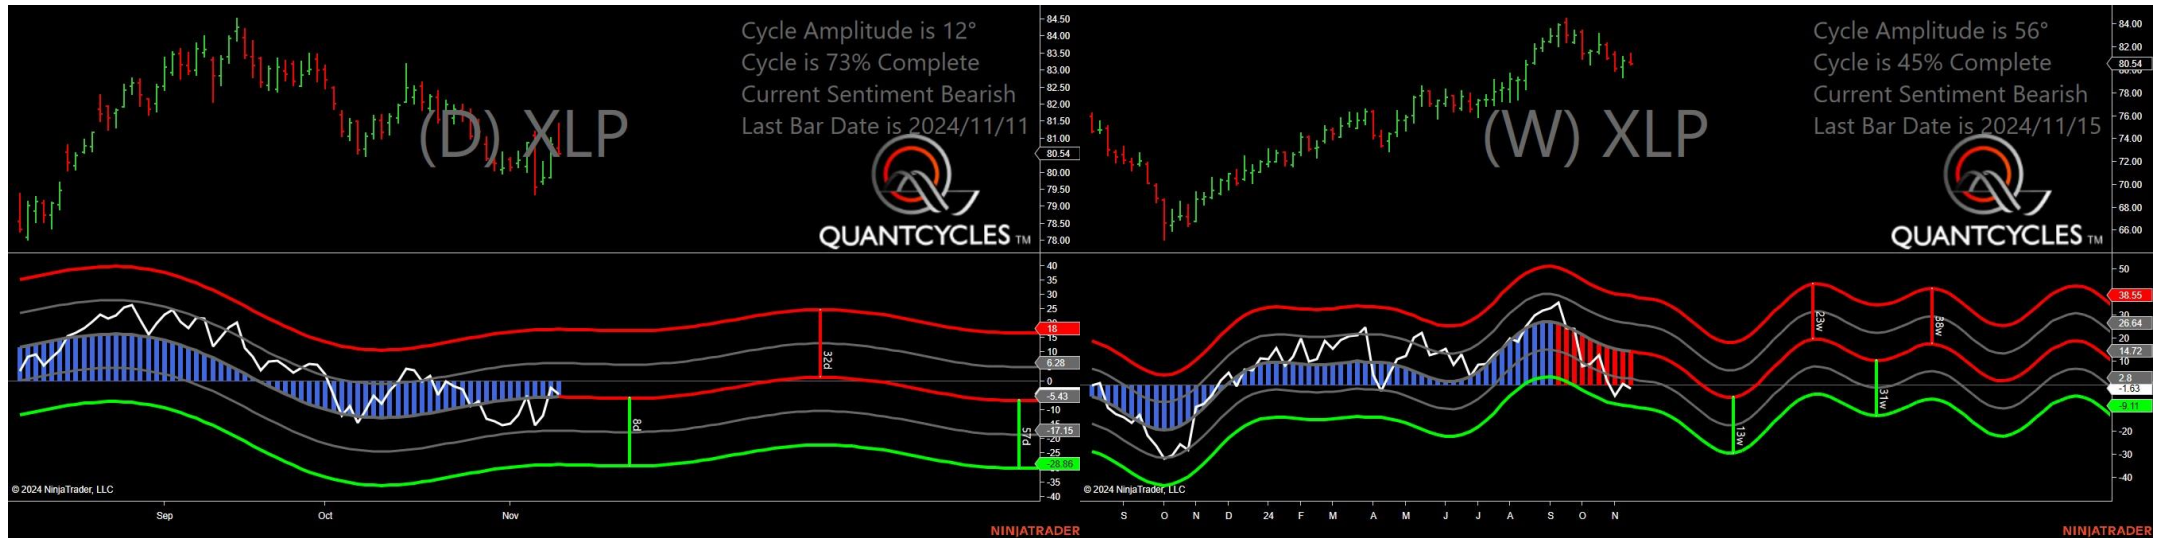 Cycle Amplitude is 12°
Cycle is 73% Complete
Current Sentiment Bearish
Last Bar Date is 2024/11/11
(D) XLP
QUANTCYCLES TM
84.50
84.00
83.50
83.00
82.50
82.00
81.50
81.00
80.54
80.00
79.50
79.00
78.50
78.00
40
35
30
25
20
18
15
10
6.28
0
-5.43
-10
-17.15
-20
-25
-28.86
-35
-40
8d
32d
57d
© 2024 NinjaTrader, LLC
Sep Oct Nov
NINJATRADER
Cycle Amplitude is 56°
Cycle is 45% Complete
Current Sentiment Bearish
Last Bar Date is 2024/11/15
(W) XLP
QUANTCYCLES TM
84.00
82.00
80.54
80.00
78.00
76.00
74.00
72.00
70.00
68.00
66.00
50
38.55
30
26.64
14.72
10
2.8
-1.63
-9.11
-20
-30
-40
13w
23w
31w
38w
© 2024 NinjaTrader, LLC
S O N D 24 F M A M J J A S O N
NINJATRADER